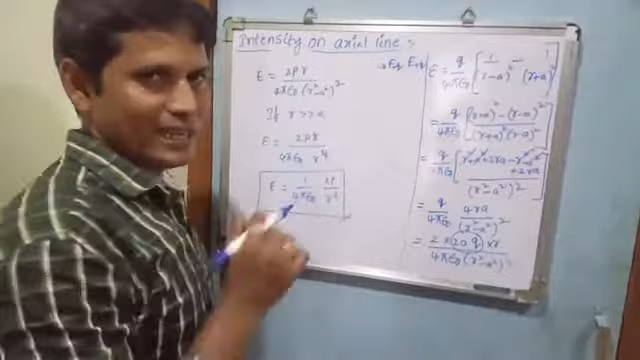 Intensity on axial line :-
E = 2pr / 4πε₀ (r²-a²)²
If r >> a
E = 2pr / 4πε₀ r⁴
E = 1/4πε₀ 2p/r³
E = q/4πε₀ [1/(r-a)² - 1/(r+a)²]
= q/4πε₀ [(r+a)² - (r-a)² / (r+a)² (r-a)²]
= q/4πε₀ [r²+a²+2ra-r²-a²+2ra / (r²-a²)²]
= q/4πε₀ 4ra/(r²-a²)²
= 2×2aq×r / 4πε₀ (r²-a²)²